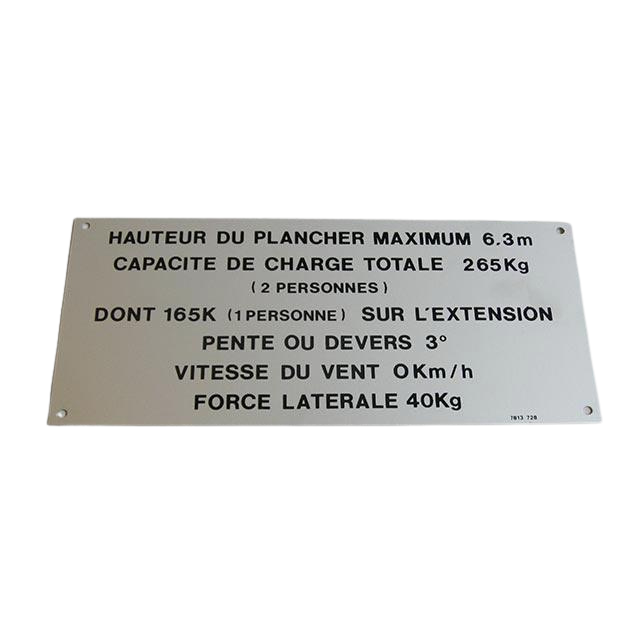 HAUTEUR DU PLANCHER MAXIMUM 6.3m
CAPACITE DE CHARGE TOTALE 265Kg
(2 PERSONNES)
DONT 165K (1 PERSONNE) SUR L'EXTENSION
PENTE OU DEVERS 3°
VITESSE DU VENT 0Km/h
FORCE LATERALE 40Kg
7813 728